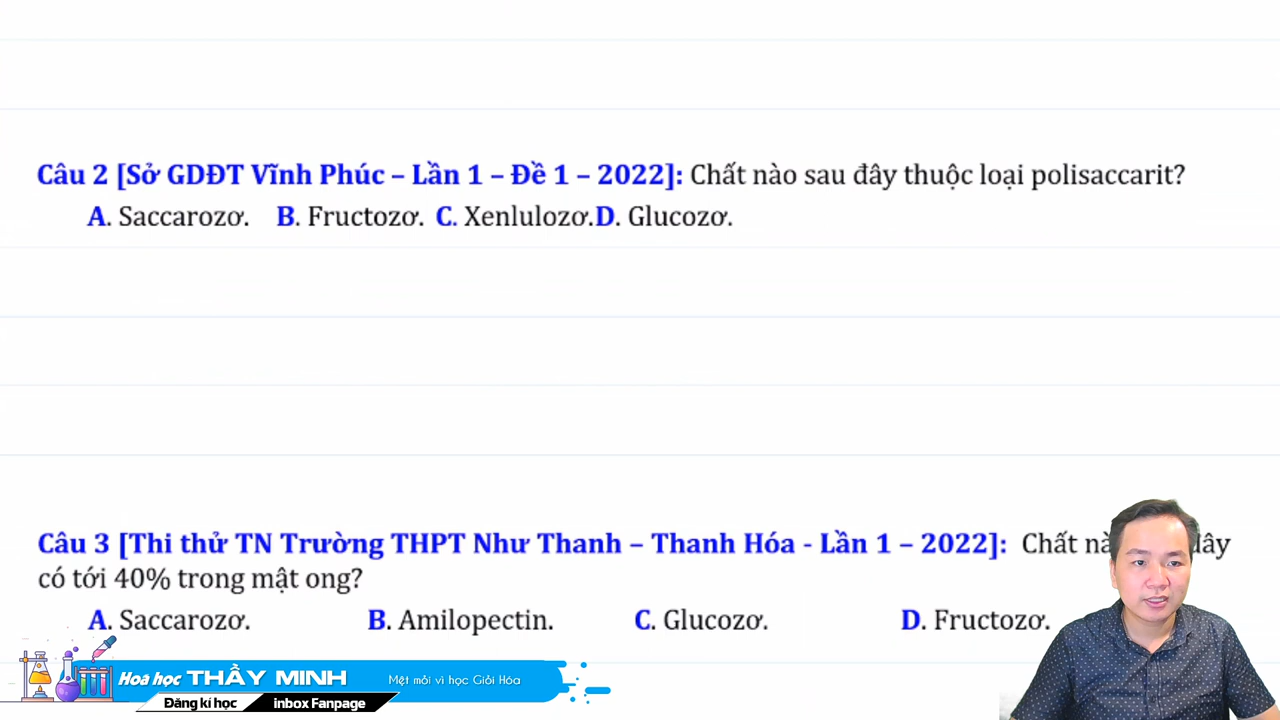 Câu 2 [Sở GDĐT Vĩnh Phúc – Lần 1 – Đề 1 – 2022]: Chất nào sau đây thuộc loại polisaccarit?
A. Saccarozơ. B. Fructozơ. C. Xenlulozơ. D. Glucozơ.
Câu 3 [Thi thử TN Trường THPT Như Thanh – Thanh Hóa - Lần 1 – 2022]: Chất
có tới 40% trong mật ong?
A. Saccarozơ. B. Amilopectin. C. Glucozơ. D. Fructozơ.
Hoá học THẦY MINH
Mệt mỏi vì học Giỏi Hóa
Đăng kí học inbox Fanpage